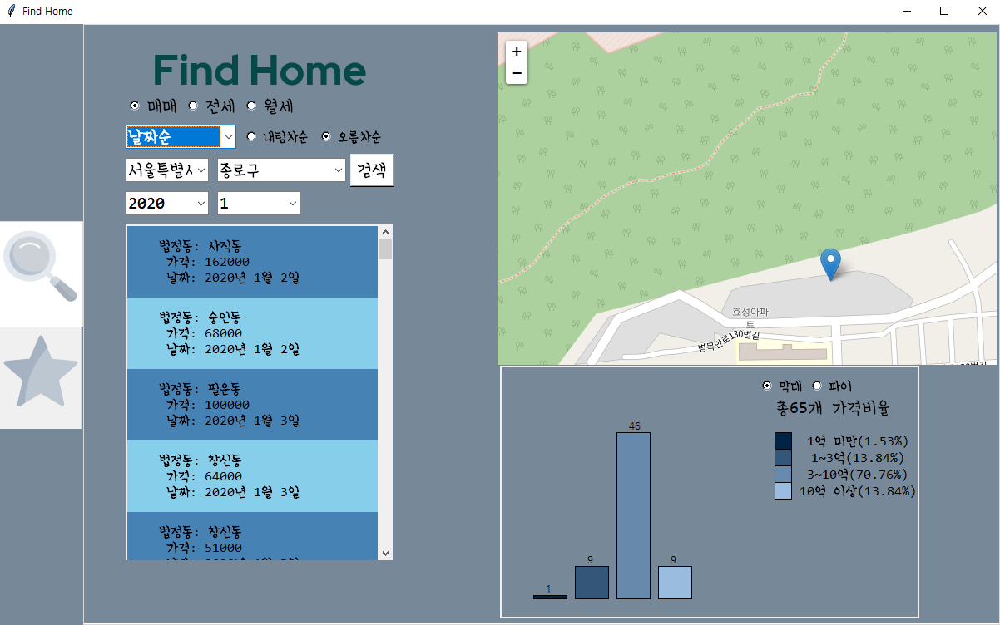 Find Home
Find Home
매매 전세 월세
날짜순 내림차순 오름차순
서울특별시 종로구 검색
2020 1
법정동: 사직동
가격: 162000
날짜: 2020년 1월 2일
법정동: 숭인동
가격: 68000
날짜: 2020년 1월 2일
법정동: 필운동
가격: 100000
날짜: 2020년 1월 3일
법정동: 창신동
가격: 64000
날짜: 2020년 1월 3일
법정동: 창신동
가격: 51000
+
−
효성아파
트
병목안로130번길
막대 파이
총65개 가격비율
1억 미만(1.53%)
1~3억(13.84%)
3~10억(70.76%)
10억 이상(13.84%)
1
9
46
9